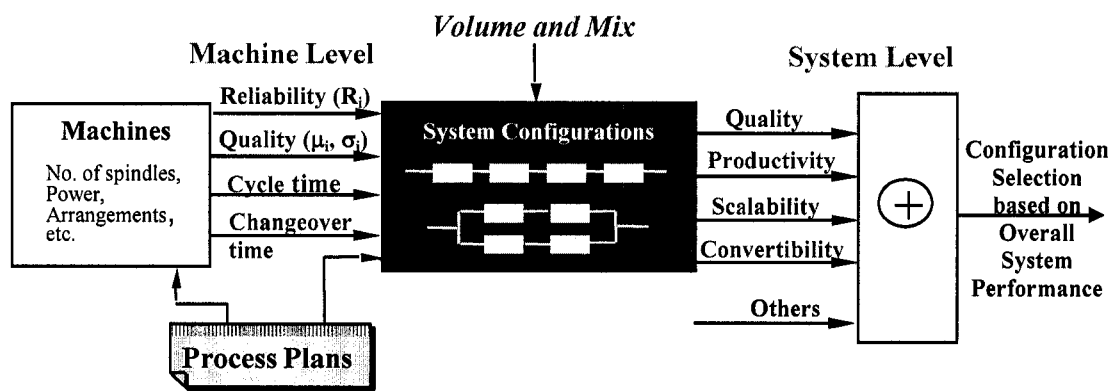 Volume and Mix
Machine Level
System Level
Machines
No. of spindles,
Power,
Arrangements,
etc.
Reliability (Ri)
Quality (μi, σi)
Cycle time
Changeover
time
System Configurations
Quality
Productivity
Scalability
Convertibility
Others
+
Configuration
Selection
based on
Overall
System
Performance
Process Plans